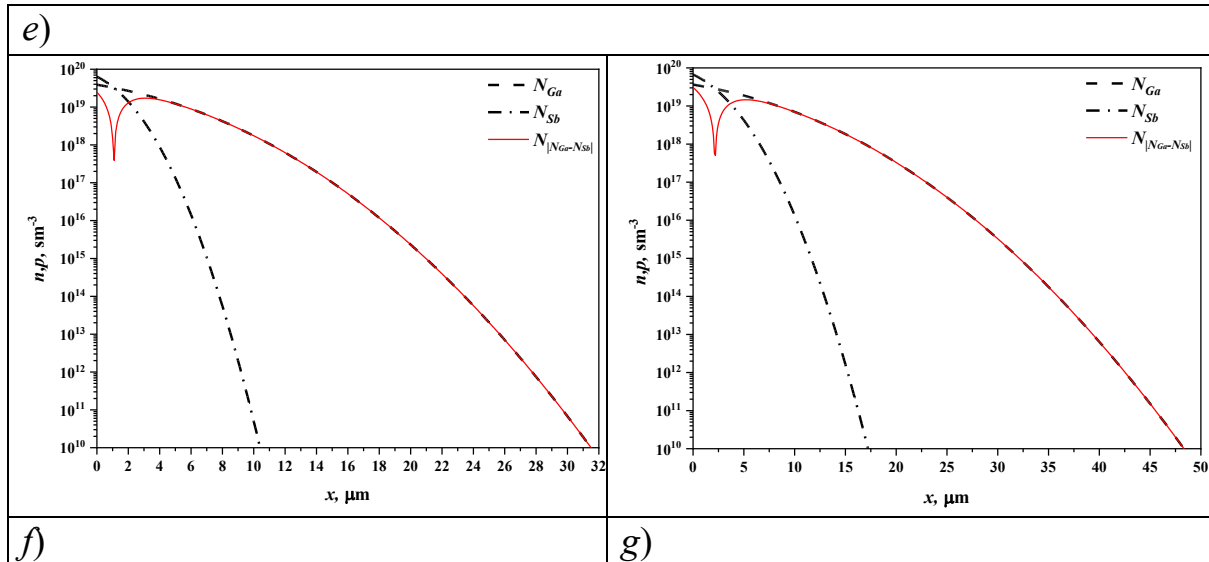 e)
10^20
10^19
10^18
10^17
10^16
10^15
10^14
10^13
10^12
10^11
10^10
n,p, sm^-3
N_Ga
N_Sb
N_|N_Ga-N_Sb|
0 2 4 6 8 10 12 14 16 18 20 22 24 26 28 30 32
x, μm
10^20
10^19
10^18
10^17
10^16
10^15
10^14
10^13
10^12
10^11
10^10
n,p, sm^-3
N_Ga
N_Sb
N_|N_Ga-N_Sb|
0 5 10 15 20 25 30 35 40 45 50
x, μm
f)
g)